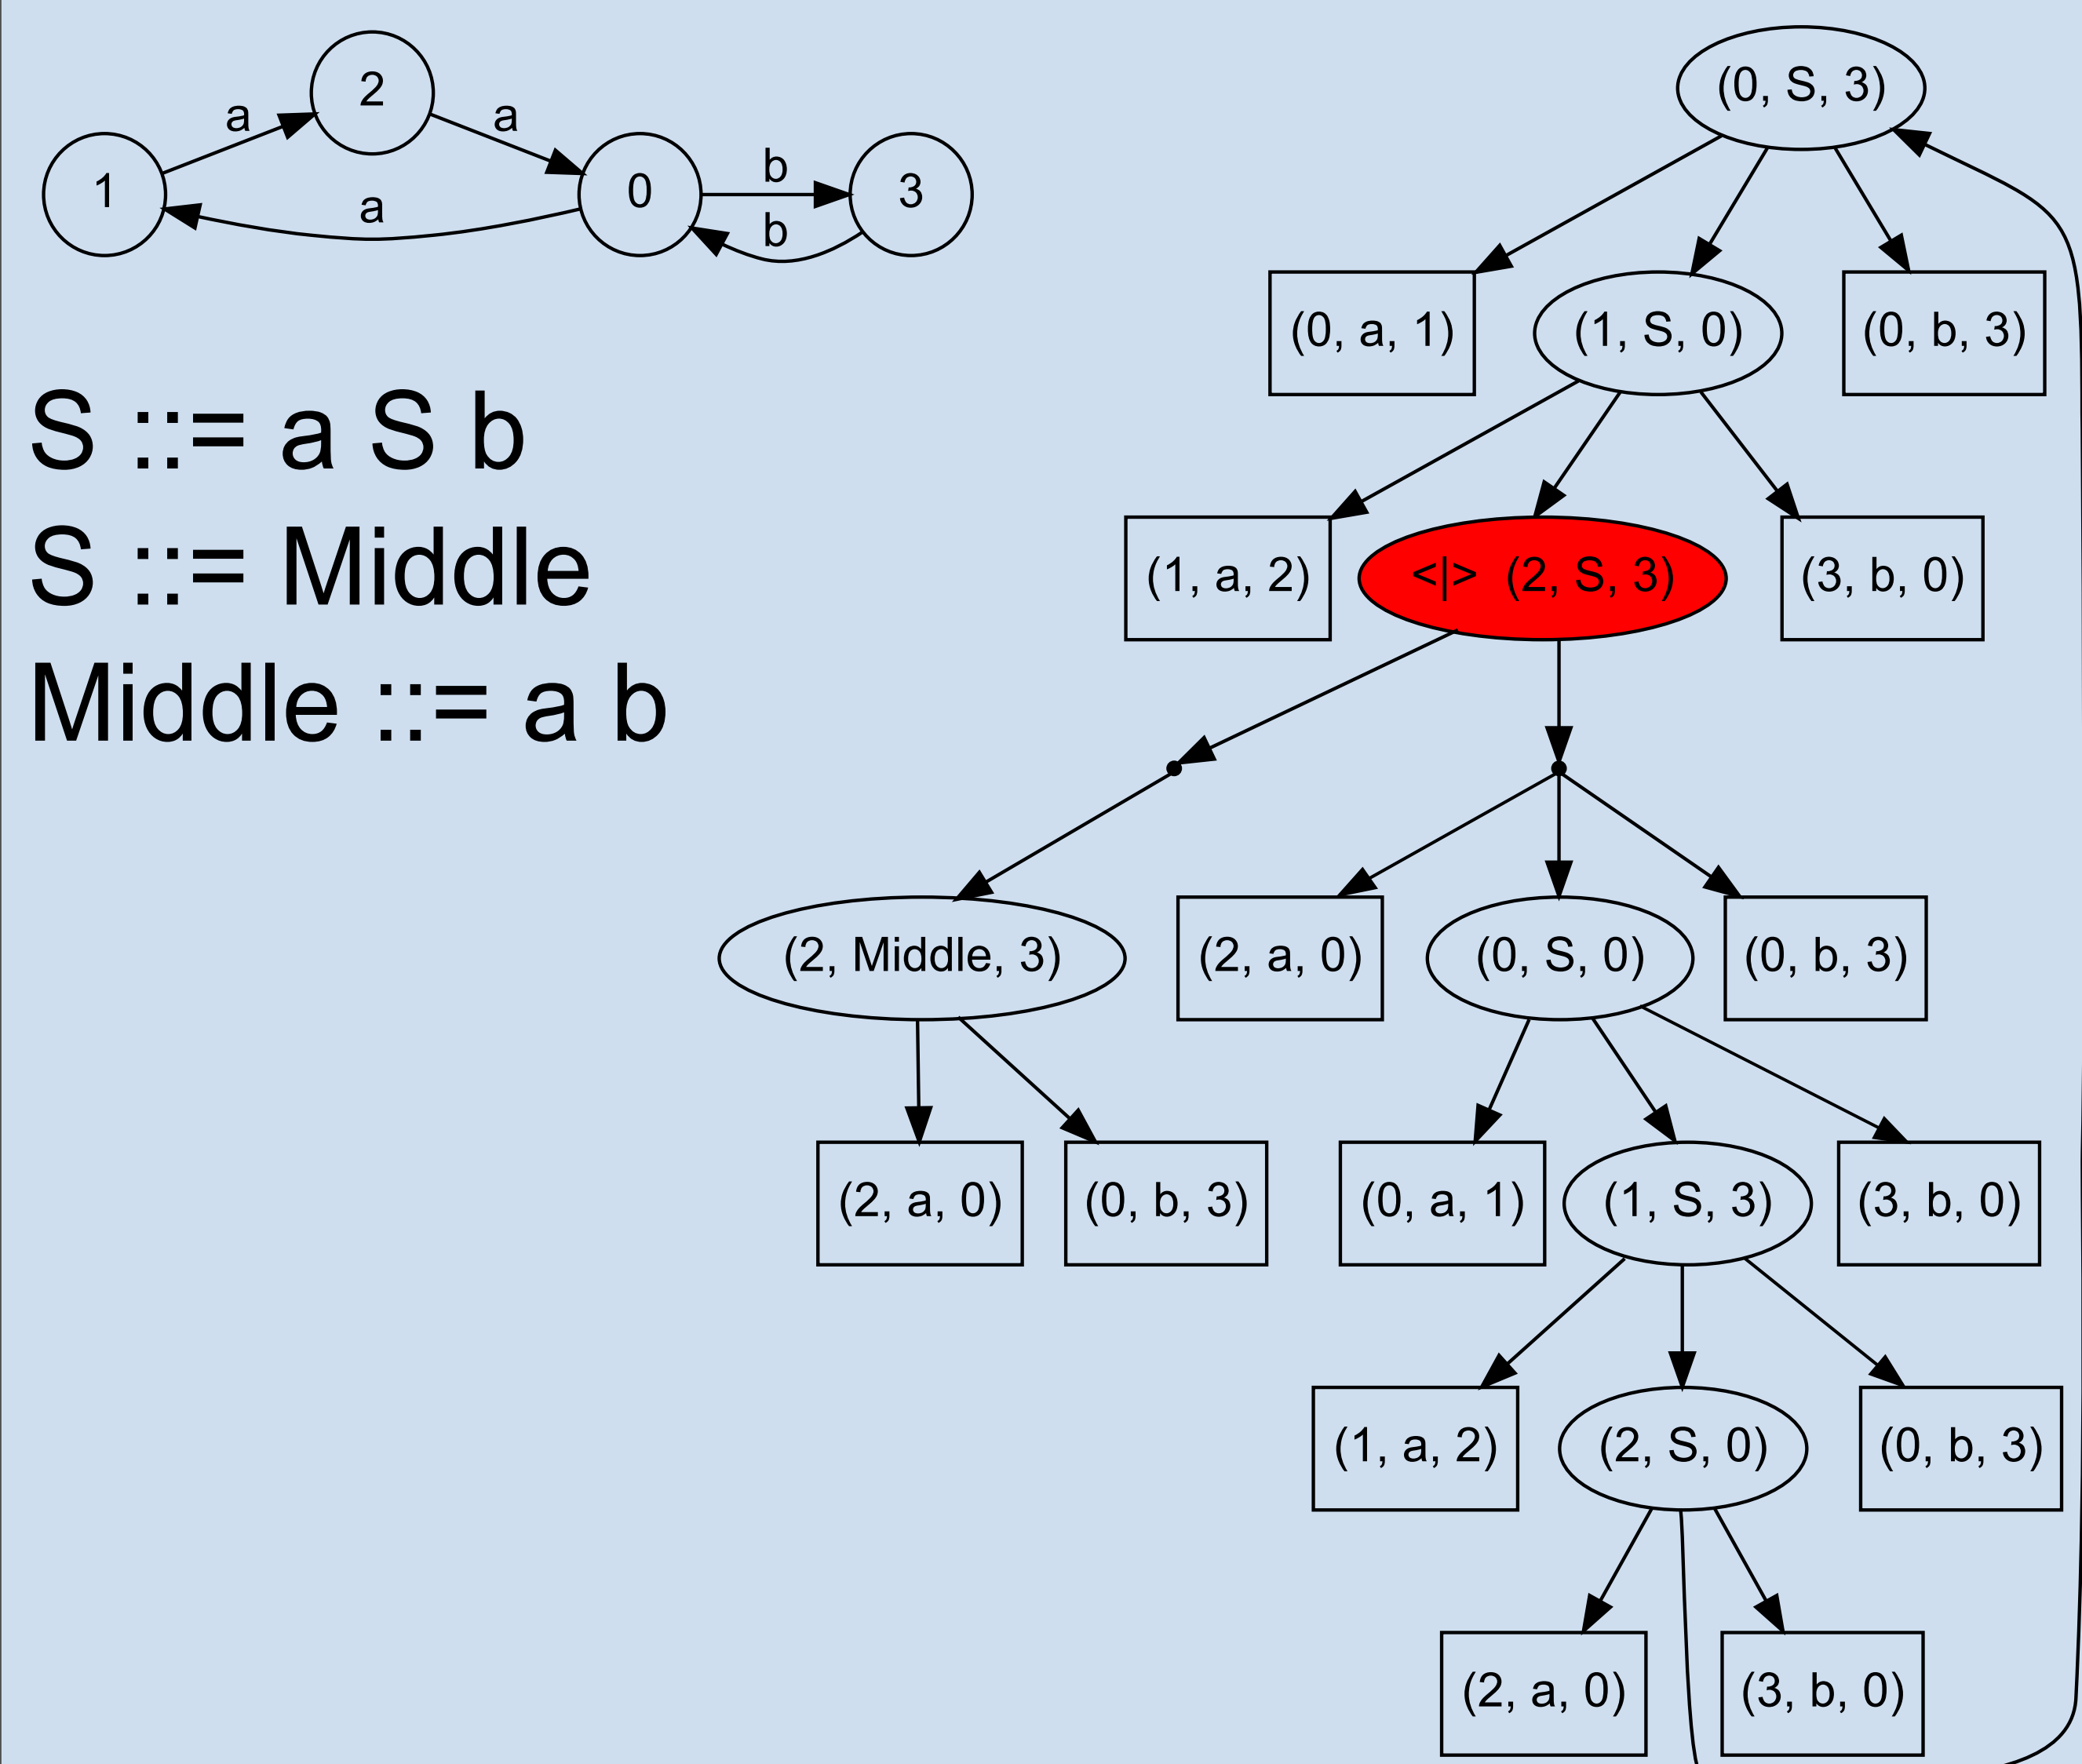 2
a
a
1
a
0
b
b
3
S ::= a S b
S ::= Middle
Middle ::= a b
(0, S, 3)
(0, a, 1)
(1, S, 0)
(0, b, 3)
(1, a, 2)
<|> (2, S, 3)
(3, b, 0)
(2, Middle, 3)
(2, a, 0)
(0, S, 0)
(0, b, 3)
(2, a, 0)
(0, b, 3)
(0, a, 1)
(1, S, 3)
(3, b, 0)
(1, a, 2)
(2, S, 0)
(0, b, 3)
(2, a, 0)
(3, b, 0)